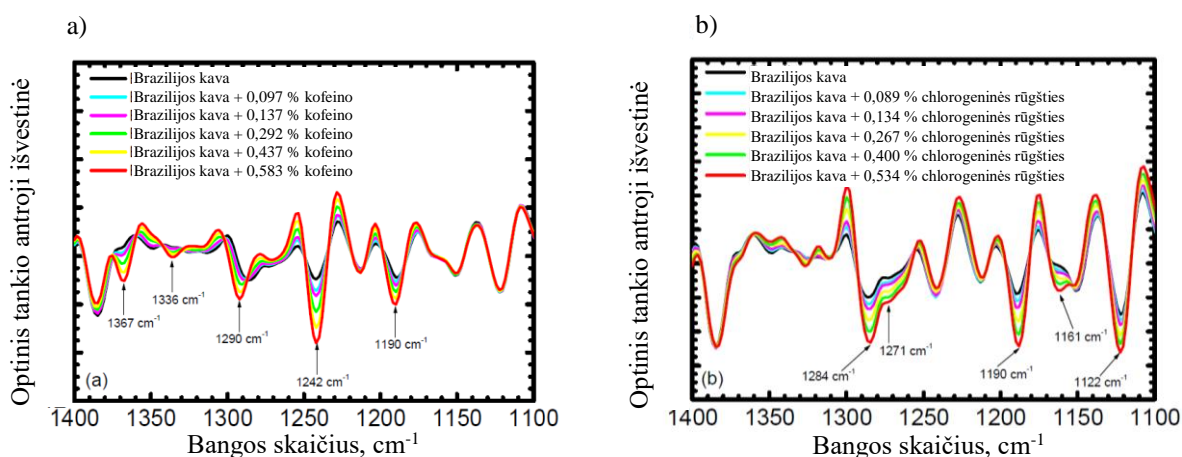 a)
Optinis tankio antroji išvestinė
Brazilijos kava
Brazilijos kava + 0,097 % kofeino
Brazilijos kava + 0,137 % kofeino
Brazilijos kava + 0,292 % kofeino
Brazilijos kava + 0,437 % kofeino
Brazilijos kava + 0,583 % kofeino
1367 cm-1
1336 cm-1
1290 cm-1
1242 cm-1
1190 cm-1
(a)
1400 1350 1300 1250 1200 1150 1100
Bangos skaičius, cm-1
b)
Optinis tankio antroji išvestinė
Brazilijos kava
Brazilijos kava + 0,089 % chlorogeninės rūgšties
Brazilijos kava + 0,134 % chlorogeninės rūgšties
Brazilijos kava + 0,267 % chlorogeninės rūgšties
Brazilijos kava + 0,400 % chlorogeninės rūgšties
Brazilijos kava + 0,534 % chlorogeninės rūgšties
1284 cm-1
1271 cm-1
1190 cm-1
1161 cm-1
1122 cm-1
(b)
1400 1350 1300 1250 1200 1150 1100
Bangos skaičius, cm-1